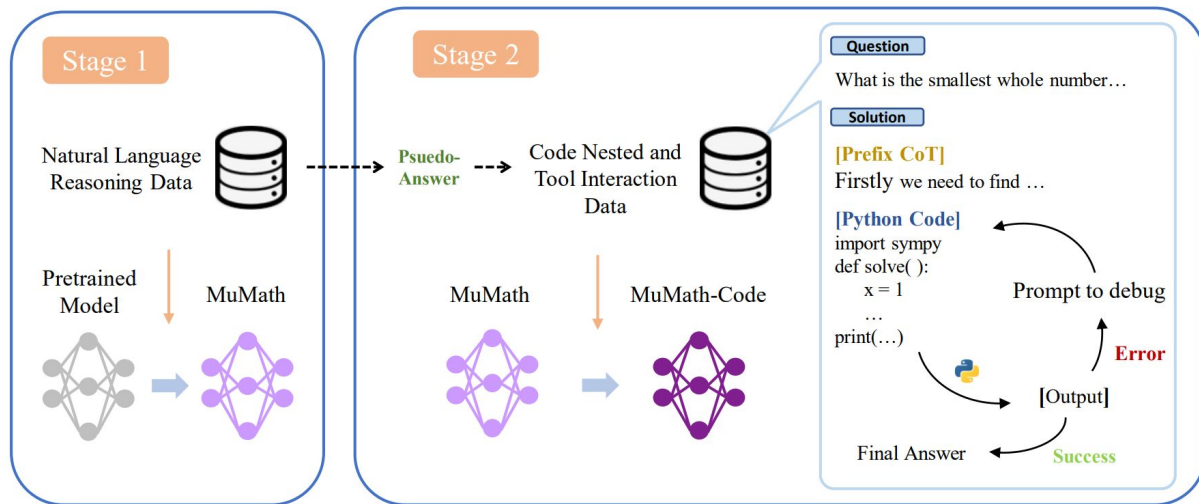 Stage 1
Natural Language
Reasoning Data
Pretrained
Model
MuMath
Stage 2
Psuedo-
Answer
Code Nested and
Tool Interaction
Data
MuMath
MuMath-Code
Question
What is the smallest whole number…
Solution
[Prefix CoT]
Firstly we need to find …
[Python Code]
import sympy
def solve( ):
x = 1
…
print(…)
Prompt to debug
Error
[Output]
Success
Final Answer